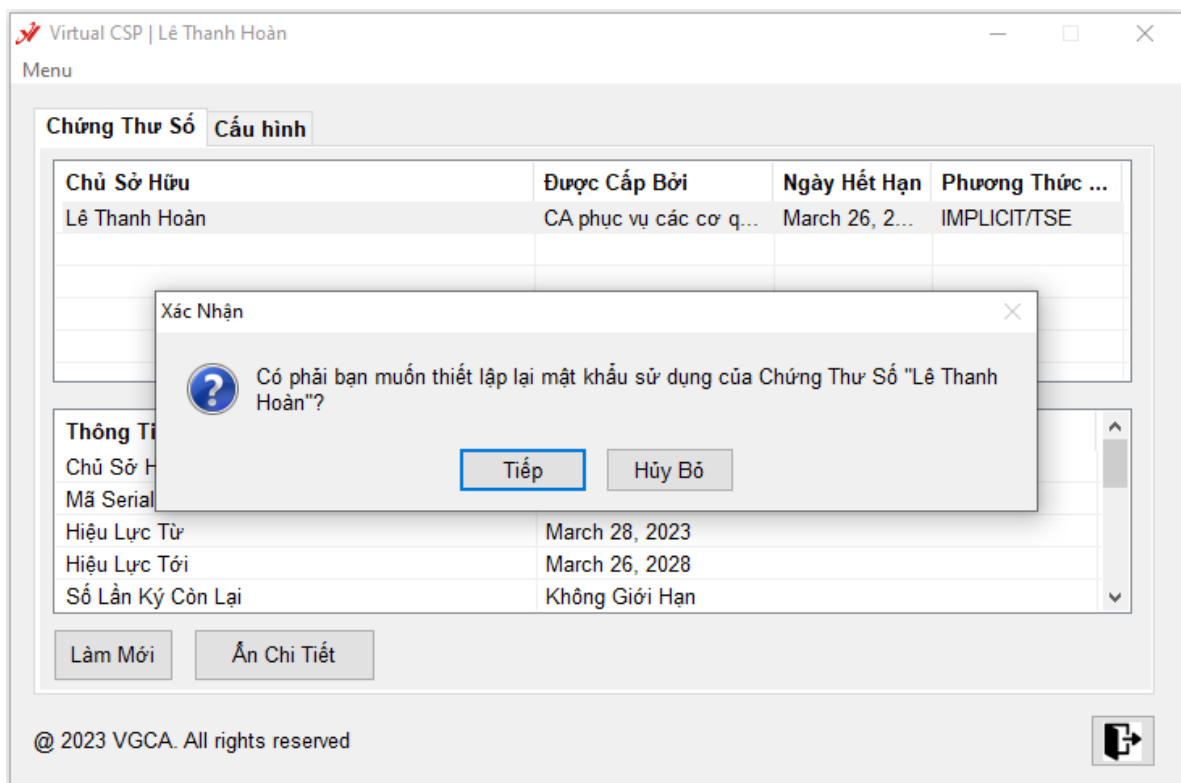 Virtual CSP | Lê Thanh Hoàn
Menu
Chứng Thư Số Cấu hình
Chủ Sở Hữu Được Cấp Bởi Ngày Hết Hạn Phương Thức ...
Lê Thanh Hoàn CA phục vụ các cơ q... March 26, 2... IMPLICIT/TSE
Xác Nhận
Có phải bạn muốn thiết lập lại mật khẩu sử dụng của Chứng Thư Số "Lê Thanh
Hoàn"?
Tiếp Hủy Bỏ
Thông Ti
Chủ Sở H
Mã Serial
Hiệu Lực Từ March 28, 2023
Hiệu Lực Tới March 26, 2028
Số Lần Ký Còn Lại Không Giới Hạn
Làm Mới Ẩn Chi Tiết
@ 2023 VGCA. All rights reserved